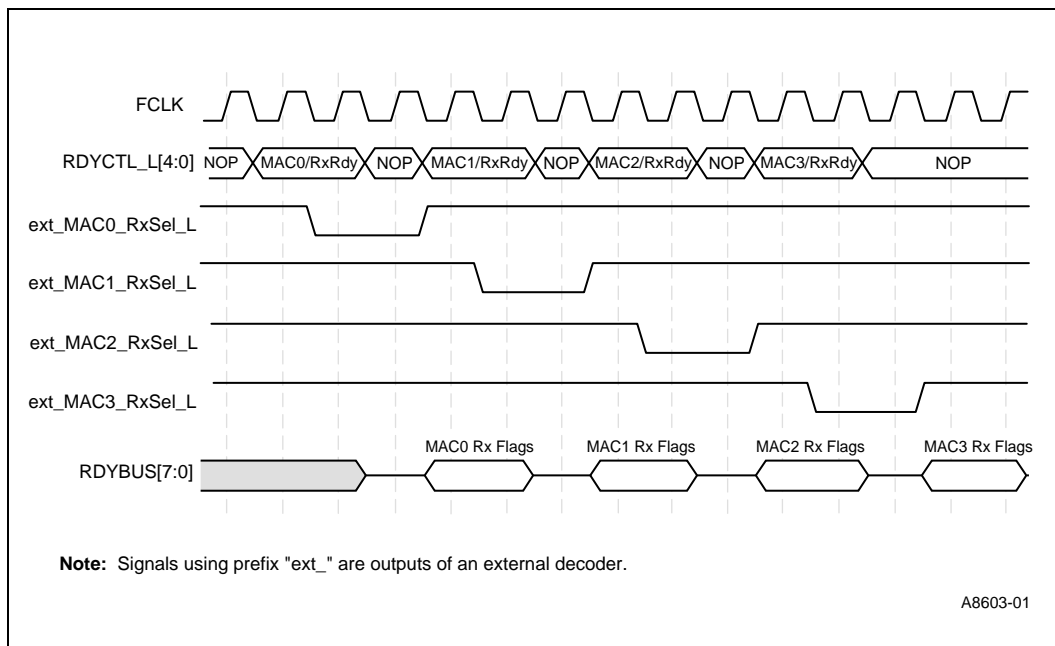 FCLK
RDYCTL_L[4:0] NOP MAC0/RxRdy NOP MAC1/RxRdy NOP MAC2/RxRdy NOP MAC3/RxRdy NOP
ext_MAC0_RxSel_L
ext_MAC1_RxSel_L
ext_MAC2_RxSel_L
ext_MAC3_RxSel_L
MAC0 Rx Flags MAC1 Rx Flags MAC2 Rx Flags MAC3 Rx Flags
RDYBUS[7:0]
Note: Signals using prefix "ext_" are outputs of an external decoder.
A8603-01